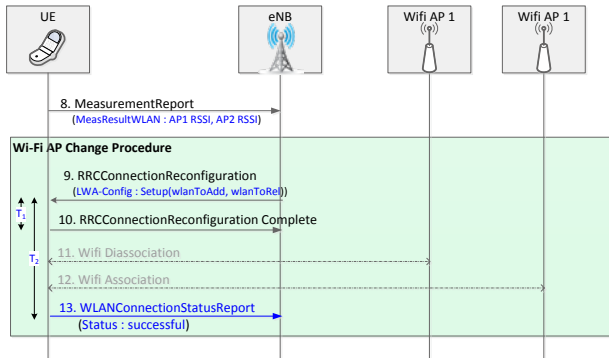 UE
eNB
Wifi AP 1
Wifi AP 1
8. MeasurementReport
(MeasResultWLAN : AP1 RSSI, AP2 RSSI)
Wi-Fi AP Change Procedure
9. RRCConnectionReconfiguration
(LWA-Config : Setup(wlanToAdd, wlanToRel))
T1
10. RRCConnectionReconfiguration Complete
T2
11. Wifi Diassociation
12. Wifi Association
13. WLANConnectionStatusReport
(Status : successful)